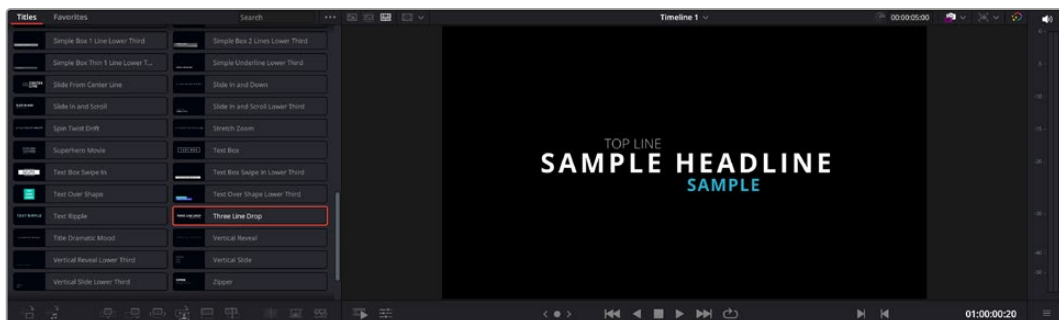 Titles Favorites Search Timeline 1 00:00:05:00
Simple Box 1 Line Lower Third Simple Box 2 Lines Lower Third
Simple Box Thin 1 Line Lower T... Simple Underline Lower Third
Slide From Center Line Slide In and Down
Slide In and Scroll Slide In and Scroll Lower Third
Spin Twist Drift Stretch Zoom
Superhero Movie Text Box
Text Box Swipe In Text Box Swipe In Lower Third
Text Over Shape Text Over Shape Lower Third
Text Ripple Three Line Drop
Title Dramatic Mood Vertical Reveal
Vertical Reveal Lower Third Vertical Slide
Vertical Slide Lower Third Zipper
TOP LINE
SAMPLE HEADLINE
SAMPLE
01:00:00:20